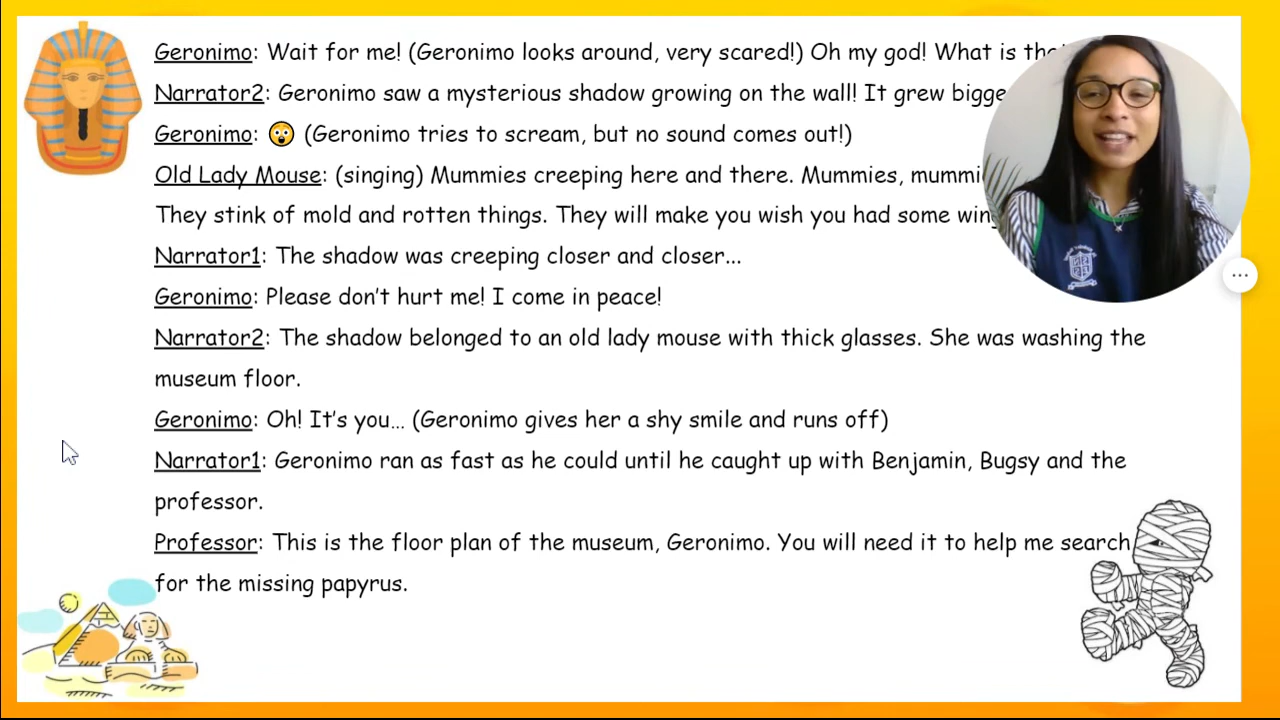 Geronimo: Wait for me! (Geronimo looks around, very scared!) Oh my god! What is
Narrator2: Geronimo saw a mysterious shadow growing on the wall! It grew
Geronimo: 😲 (Geronimo tries to scream, but no sound comes out!)
Old Lady Mouse: (singing) Mummies creeping here and there. Mummies,
They stink of mold and rotten things. They will make you wish you had some
Narrator1: The shadow was creeping closer and closer...
Geronimo: Please don't hurt me! I come in peace!
Narrator2: The shadow belonged to an old lady mouse with thick glasses. She was washing the
museum floor.
Geronimo: Oh! It's you... (Geronimo gives her a shy smile and runs off)
Narrator1: Geronimo ran as fast as he could until he caught up with Benjamin, Bugsy and the
professor.
Professor: This is the floor plan of the museum, Geronimo. You will need it to help me search
for the missing papyrus.